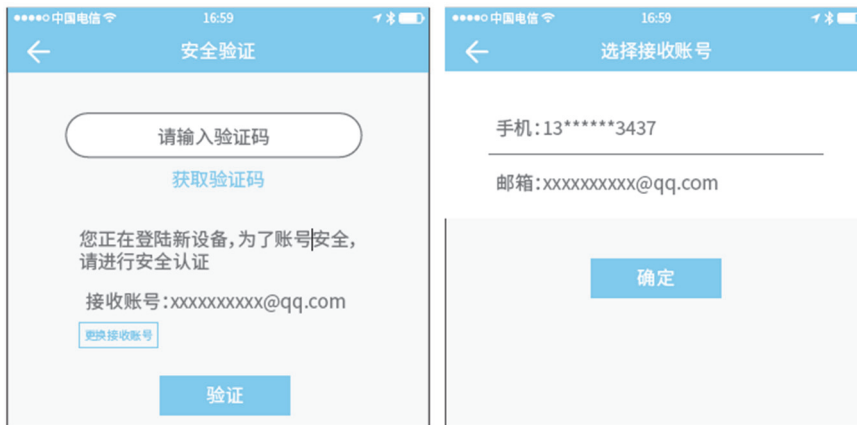 中国电信 16:59
安全验证
请输入验证码
获取验证码
您正在登陆新设备,为了账号安全,
请进行安全认证
接收账号:xxxxxxxxxx@qq.com
更换接收账号
验证
中国电信 16:59
选择接收账号
手机:13******3437
邮箱:xxxxxxxxxx@qq.com
确定